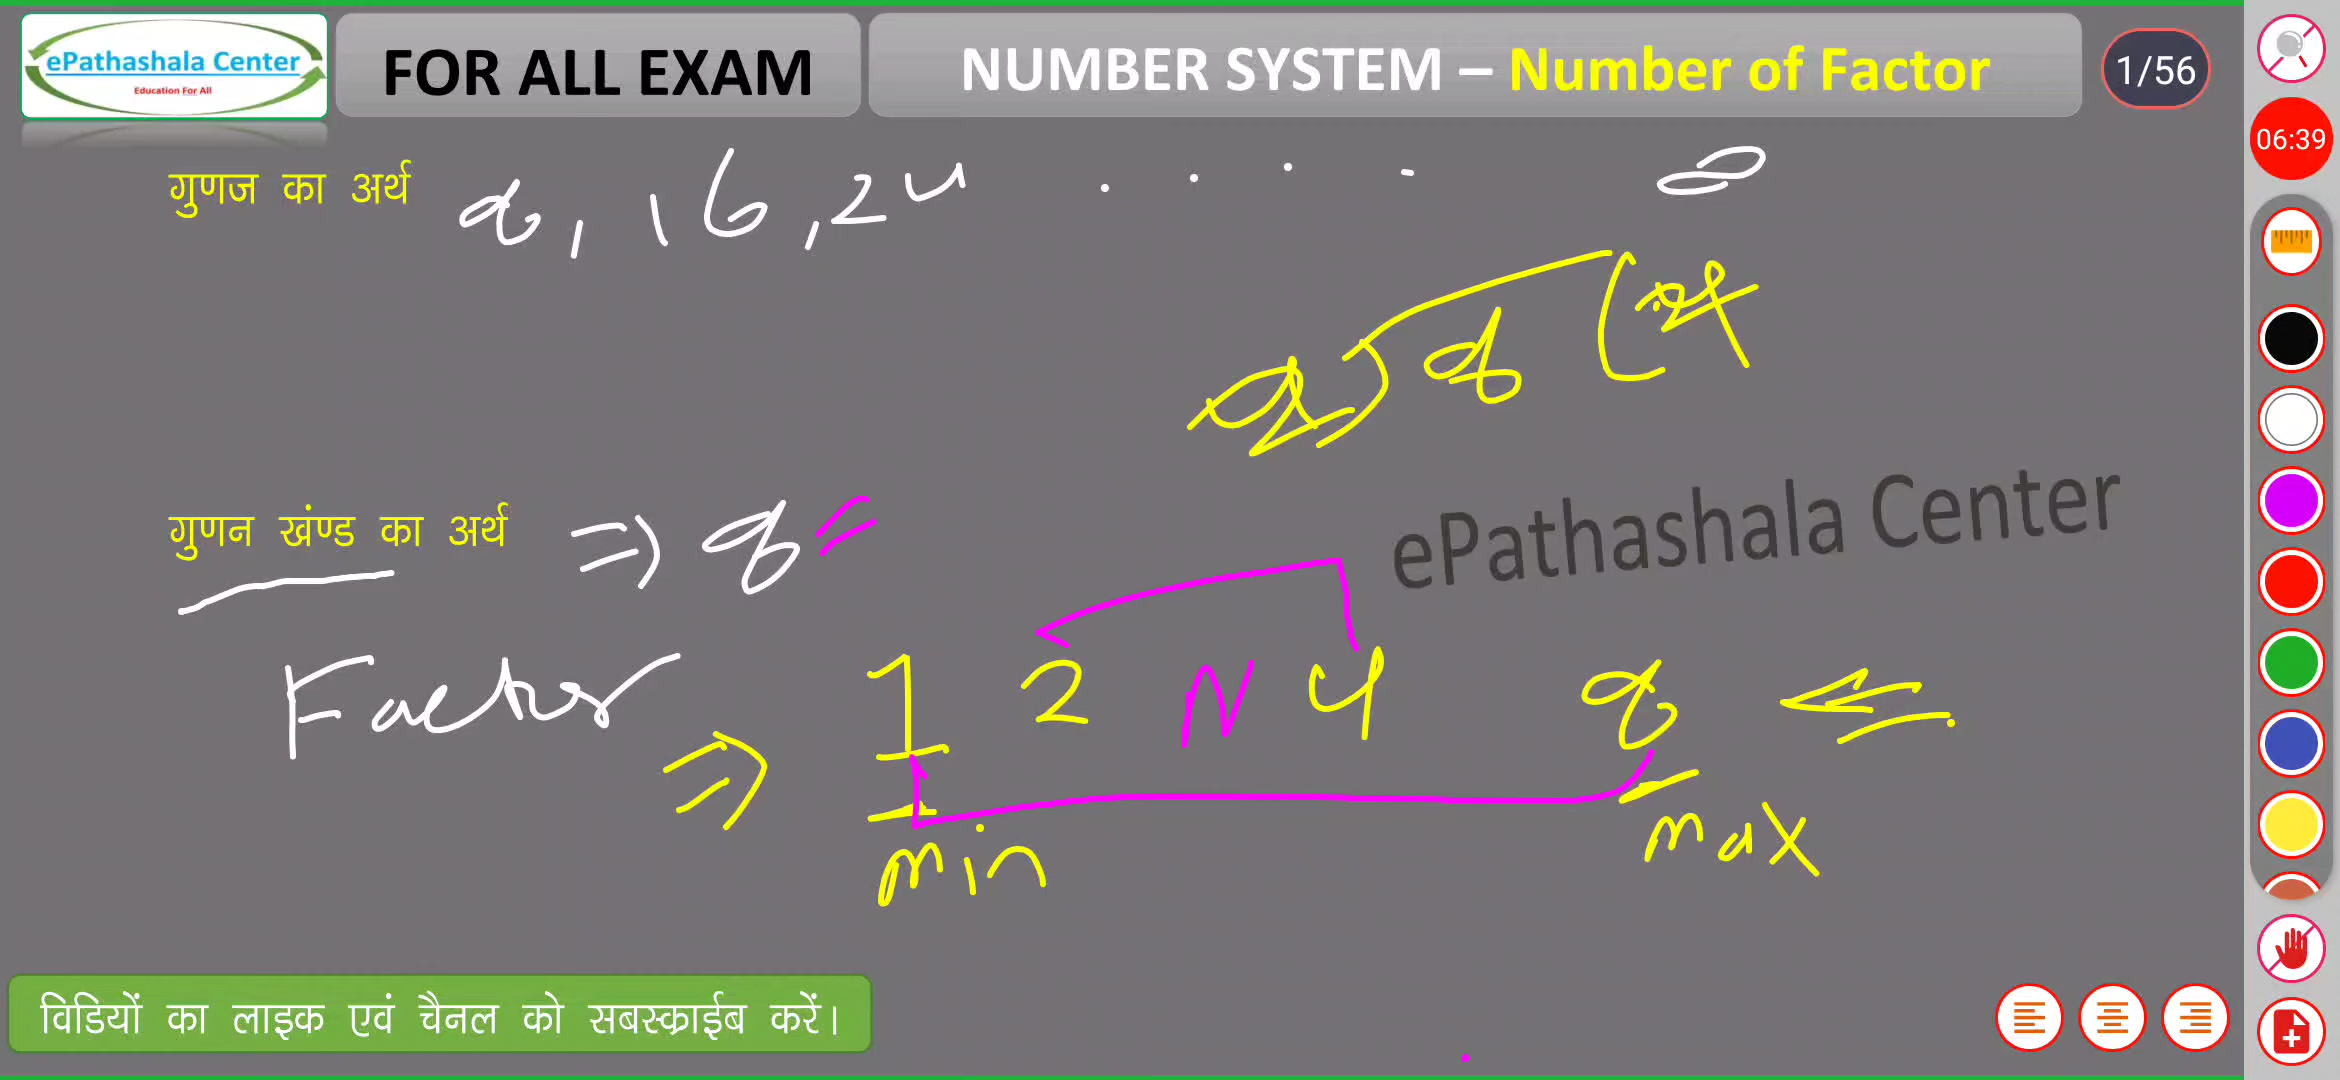 ePathashala Center
Education For All
FOR ALL EXAM
NUMBER SYSTEM – Number of Factor
1/56
06:39
गुणज का अर्थ 8, 16, 24 . . . . ∞
8) 8 (
ePathashala Center
गुणन खंण्ड का अर्थ ⇒ 8 =
Factor
⇒ 1 2 N 4 8 ⇐
min max
विडियों का लाइक एवं चैनल को सबस्क्राईब करें।